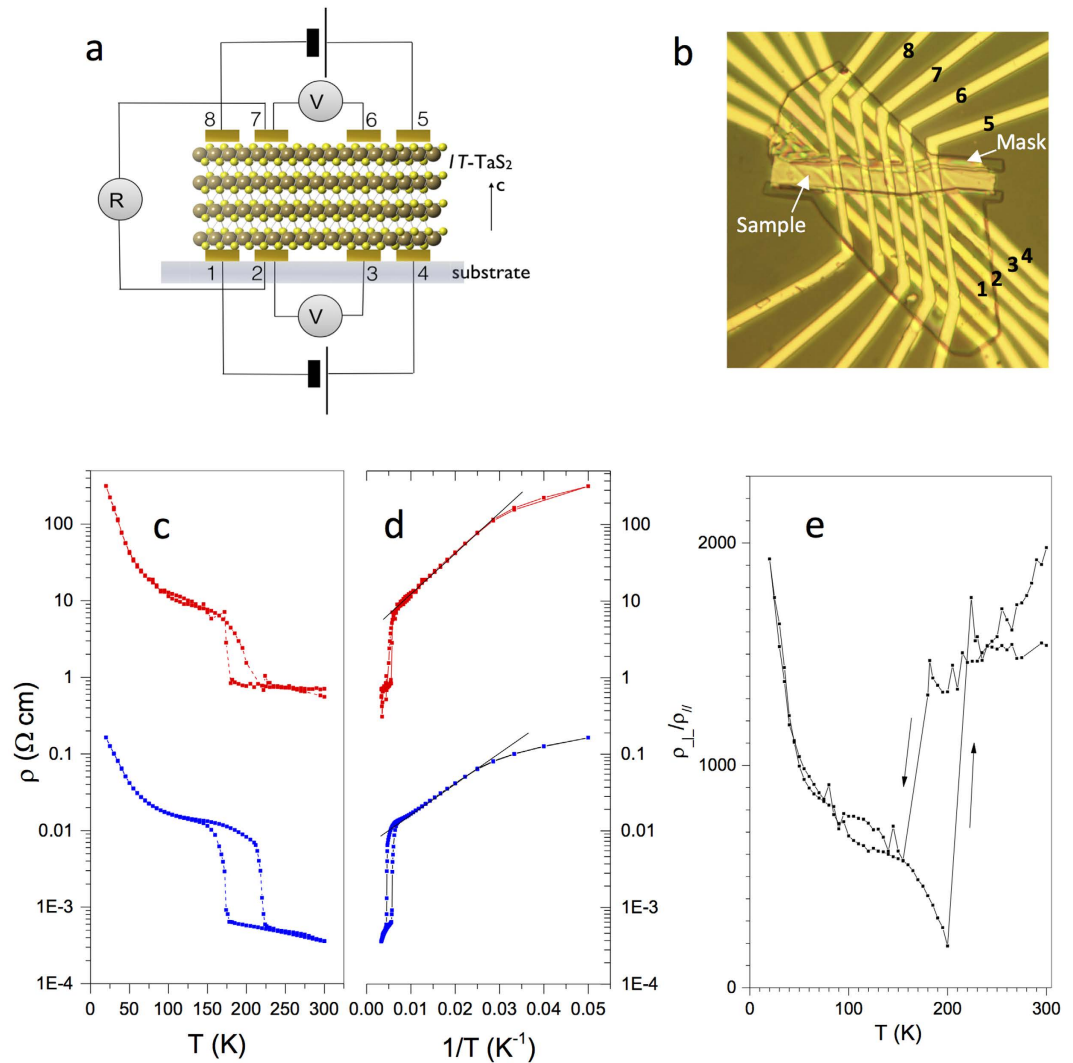 a
8 7 V 6 5
1T-TaS2
c
R
1 2 3 4
substrate
V
b
8
7
6
5
Mask
Sample
4
3
2
1
c
ρ (Ω cm)
100
10
1
0.1
0.01
1E-3
1E-4
0 50 100 150 200 250 300
T (K)
d
100
10
1
0.1
0.01
1E-3
1E-4
0.00 0.01 0.02 0.03 0.04 0.05
1/T (K⁻¹)
e
ρ⊥/ρ//
2000
1000
0
0 100 200 300
T (K)